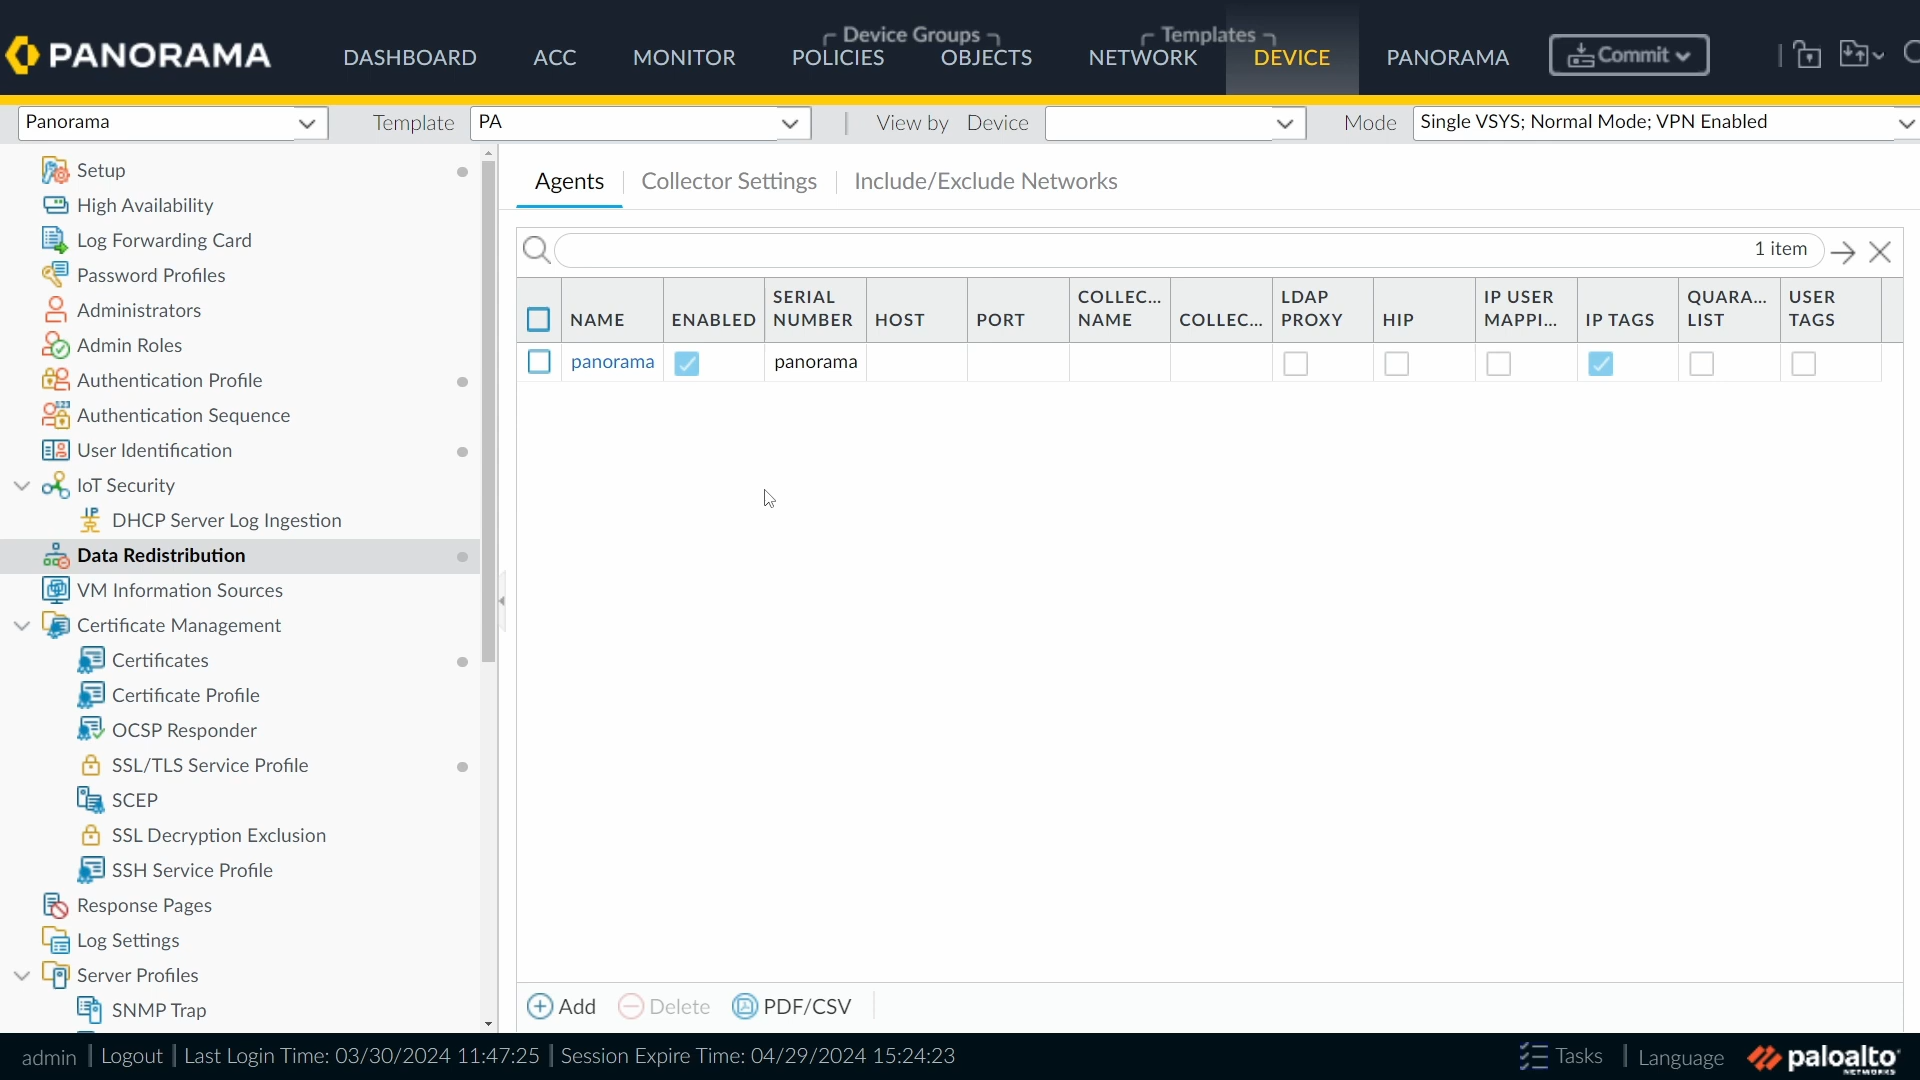 PANORAMA
DASHBOARD
ACC
MONITOR
Device Groups
POLICIES
OBJECTS
Templates
NETWORK
DEVICE
PANORAMA
Commit
Panorama
Template
PA
View by Device
Mode
Single VSYS; Normal Mode; VPN Enabled
Setup
High Availability
Log Forwarding Card
Password Profiles
Administrators
Admin Roles
Authentication Profile
Authentication Sequence
User Identification
IoT Security
DHCP Server Log Ingestion
Data Redistribution
VM Information Sources
Certificate Management
Certificates
Certificate Profile
OCSP Responder
SSL/TLS Service Profile
SCEP
SSL Decryption Exclusion
SSH Service Profile
Response Pages
Log Settings
Server Profiles
SNMP Trap
Agents
Collector Settings
Include/Exclude Networks
1 item
NAME
ENABLED
SERIAL
NUMBER
HOST
PORT
COLLEC...
NAME
COLLEC...
LDAP
PROXY
HIP
IP USER
MAPPI...
IP TAGS
QUARA...
LIST
USER
TAGS
panorama
panorama
Add
Delete
PDF/CSV
admin
Logout
Last Login Time: 03/30/2024 11:47:25
Session Expire Time: 04/29/2024 15:24:23
Tasks
Language
paloalto
NETWORKS